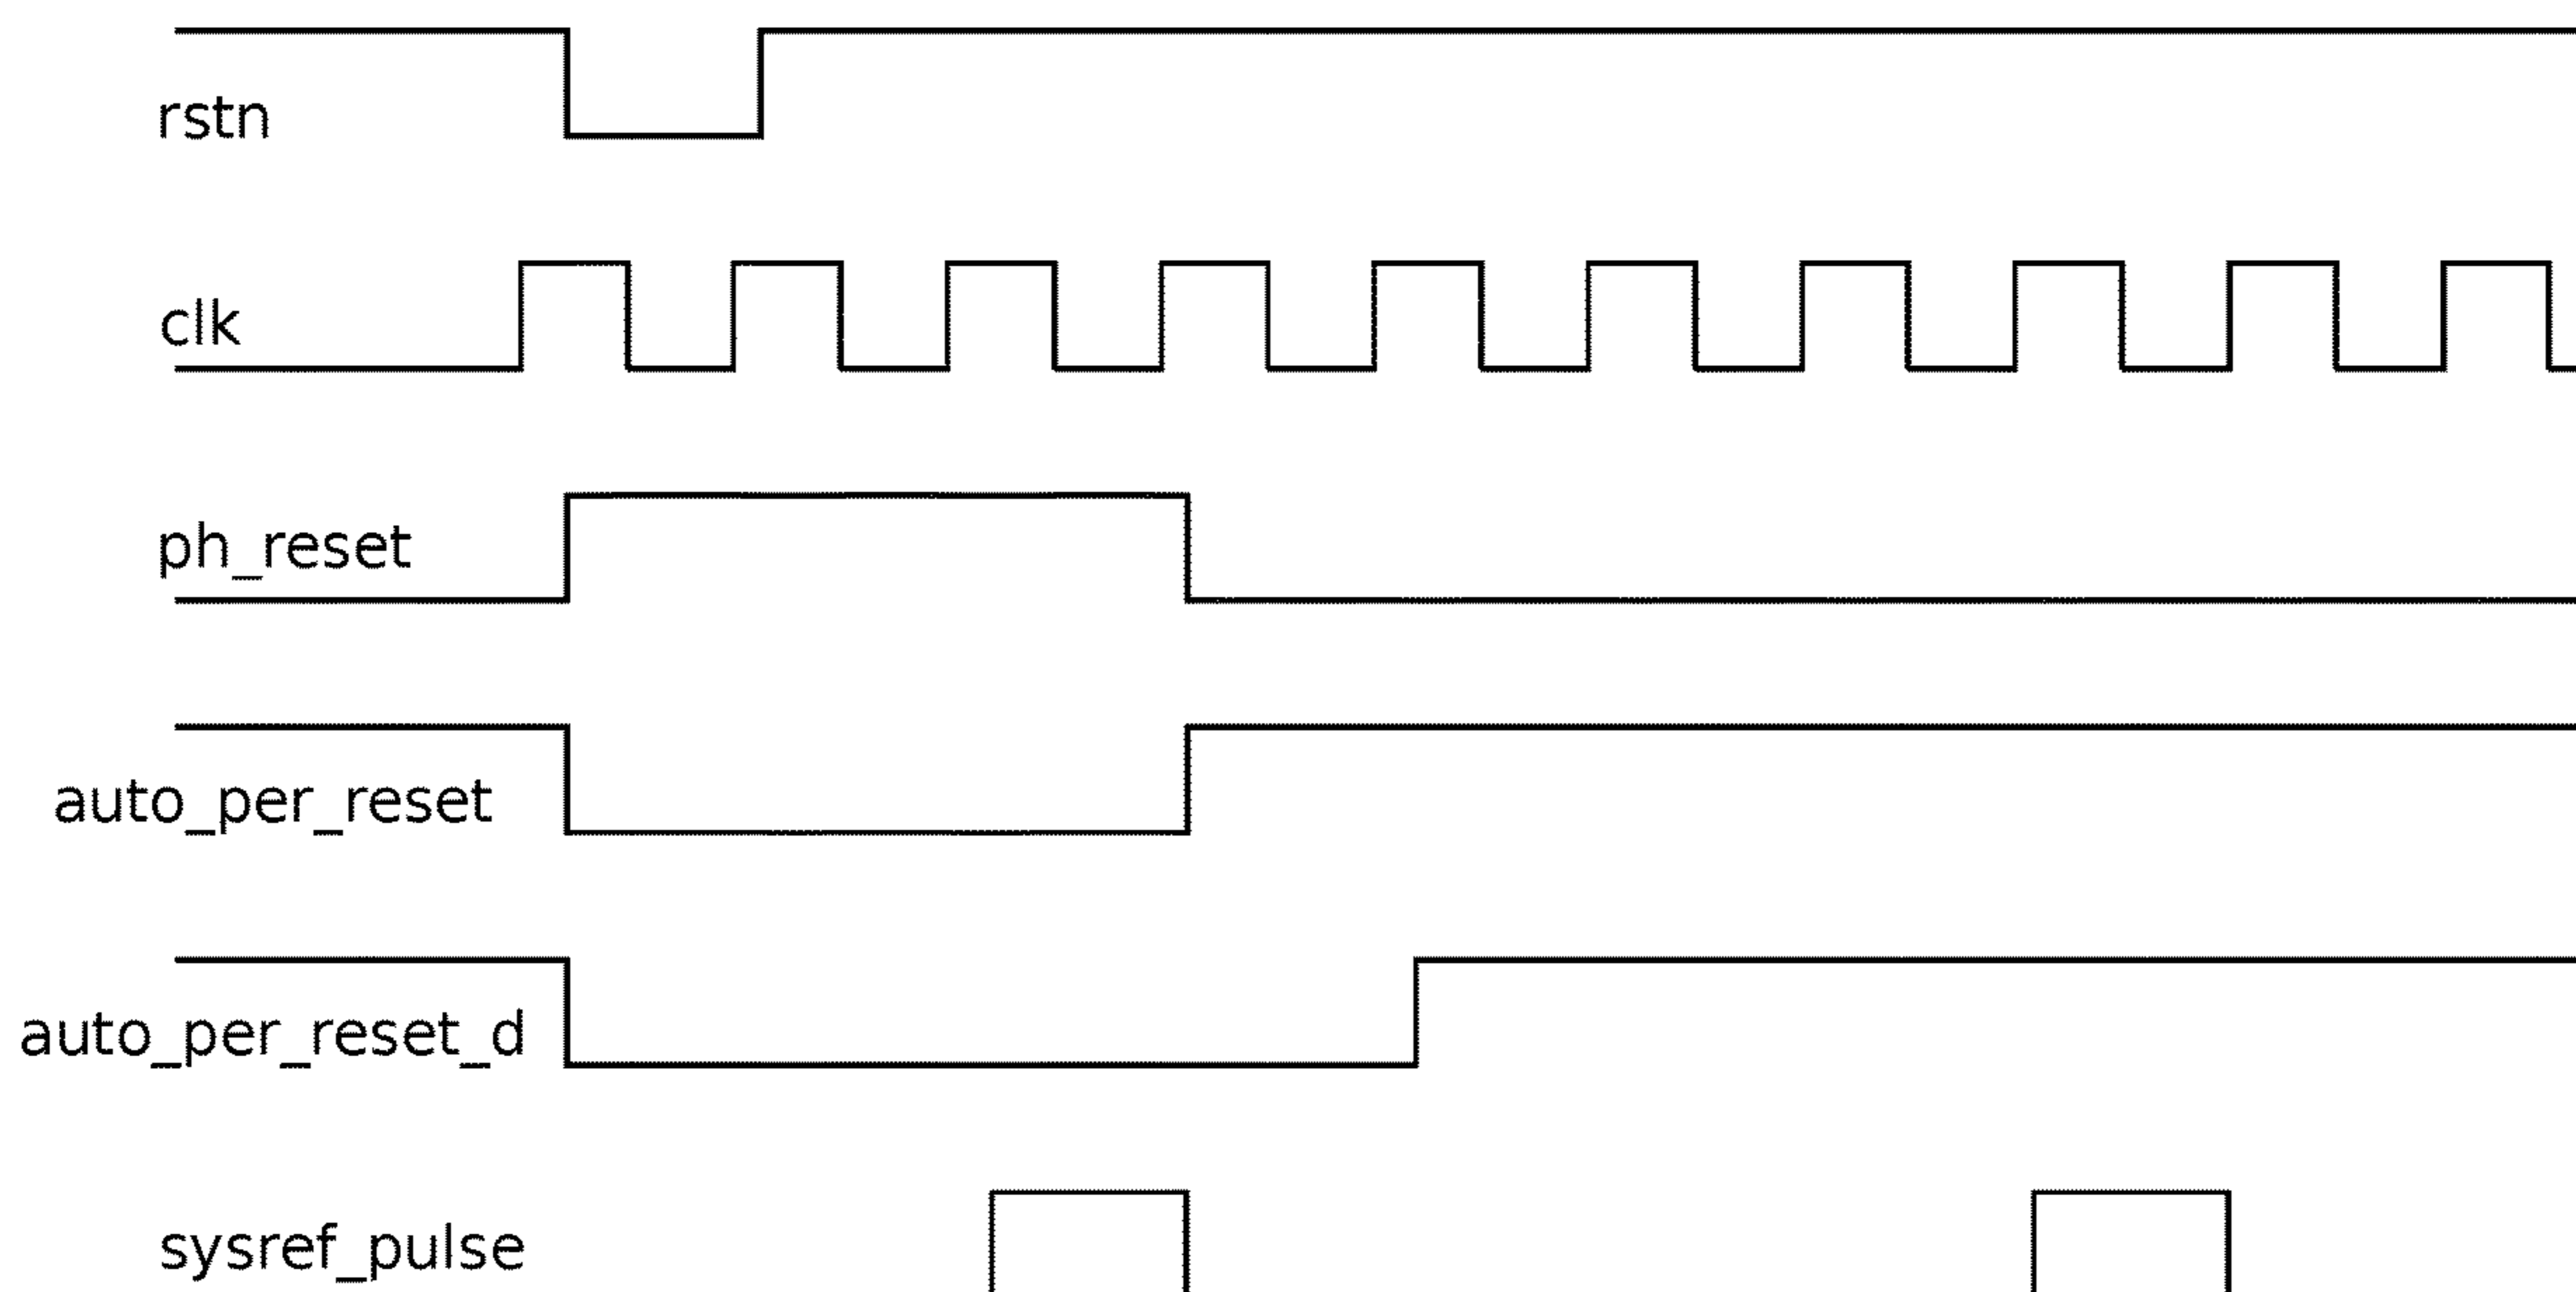 rstn
clk
ph_reset
auto_per_reset
auto_per_reset_d
sysref_pulse